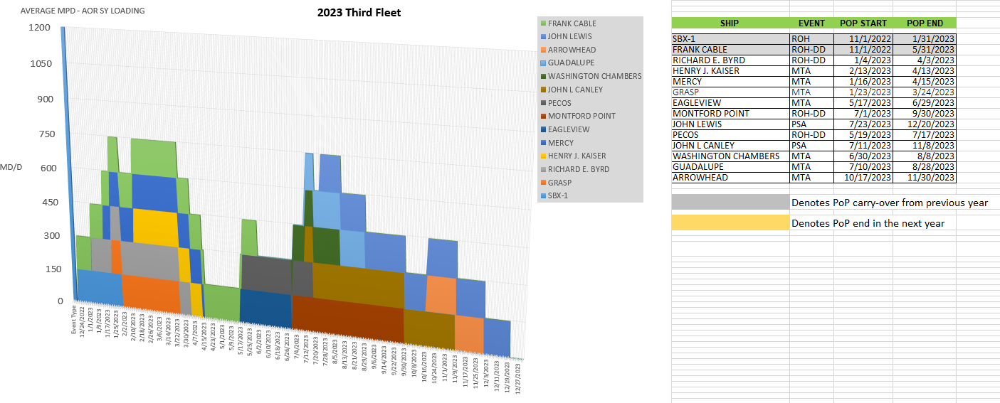 AVERAGE MPD - AOR SY LOADING
2023 Third Fleet
1200
1050
900
750
600
450
300
150
0
MD/D
Event Type
12/24/2022
1/1/2023
1/9/2023
1/17/2023
1/25/2023
2/2/2023
2/10/2023
2/18/2023
2/26/2023
3/6/2023
3/14/2023
3/22/2023
3/30/2023
4/7/2023
4/15/2023
4/23/2023
5/1/2023
5/9/2023
5/17/2023
5/25/2023
6/2/2023
6/10/2023
6/18/2023
6/26/2023
7/4/2023
7/12/2023
7/20/2023
7/28/2023
8/5/2023
8/13/2023
8/21/2023
8/29/2023
9/6/2023
9/14/2023
9/22/2023
9/30/2023
10/8/2023
10/16/2023
10/24/2023
11/1/2023
11/9/2023
11/17/2023
11/25/2023
12/3/2023
12/11/2023
12/19/2023
12/27/2023
FRANK CABLE
JOHN LEWIS
ARROWHEAD
GUADALUPE
WASHINGTON CHAMBERS
JOHN L CANLEY
PECOS
MONTFORD POINT
EAGLEVIEW
MERCY
HENRY J. KAISER
RICHARD E. BYRD
GRASP
SBX-1
SHIP EVENT POP START POP END
SBX-1 ROH 11/1/2022 1/31/2023
FRANK CABLE ROH-DD 11/1/2022 5/31/2023
RICHARD E. BYRD ROH-DD 1/4/2023 4/3/2023
HENRY J. KAISER MTA 2/13/2023 4/13/2023
MERCY MTA 1/16/2023 4/15/2023
GRASP MTA 1/23/2023 3/24/2023
EAGLEVIEW MTA 5/17/2023 6/29/2023
MONTFORD POINT ROH-DD 7/1/2023 9/30/2023
JOHN LEWIS PSA 7/23/2023 12/20/2023
PECOS ROH-DD 5/19/2023 7/17/2023
JOHN L CANLEY PSA 7/11/2023 11/8/2023
WASHINGTON CHAMBERS MTA 6/30/2023 8/8/2023
GUADALUPE MTA 7/10/2023 8/28/2023
ARROWHEAD MTA 10/17/2023 11/30/2023
Denotes PoP carry-over from previous year
Denotes PoP end in the next year